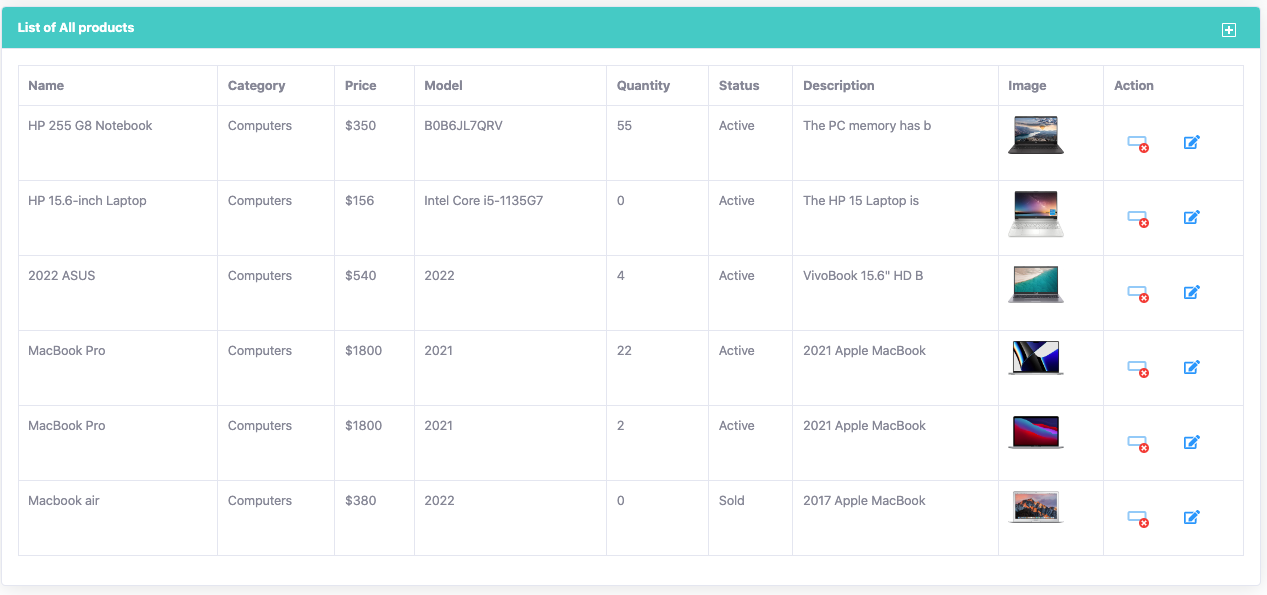 List of All products
Name Category Price Model Quantity Status Description Image Action
HP 255 G8 Notebook Computers $350 B0B6JL7QRV 55 Active The PC memory has b
HP 15.6-inch Laptop Computers $156 Intel Core i5-1135G7 0 Active The HP 15 Laptop is
2022 ASUS Computers $540 2022 4 Active VivoBook 15.6" HD B
MacBook Pro Computers $1800 2021 22 Active 2021 Apple MacBook
MacBook Pro Computers $1800 2021 2 Active 2021 Apple MacBook
Macbook air Computers $380 2022 0 Sold 2017 Apple MacBook